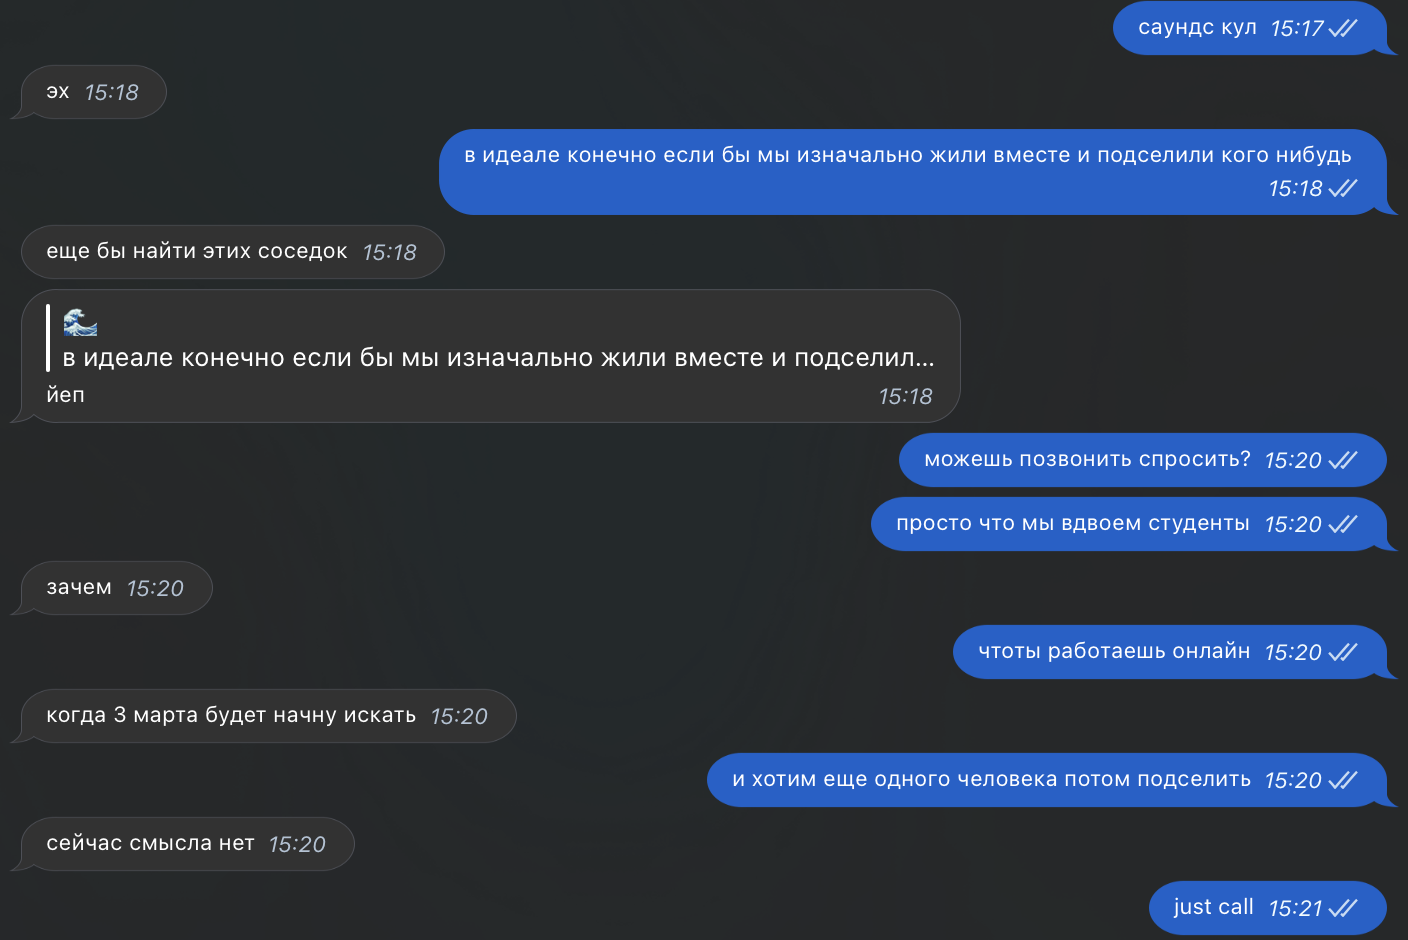 саундс кул 15:17
эх 15:18
в идеале конечно если бы мы изначально жили вместе и подселили кого нибудь
15:18
еще бы найти этих соседок 15:18
🌊
в идеале конечно если бы мы изначально жили вместе и подселил...
йеп 15:18
можешь позвонить спросить? 15:20
просто что мы вдвоем студенты 15:20
зачем 15:20
чтоты работаешь онлайн 15:20
когда 3 марта будет начну искать 15:20
и хотим еще одного человека потом подселить 15:20
сейчас смысла нет 15:20
just call 15:21